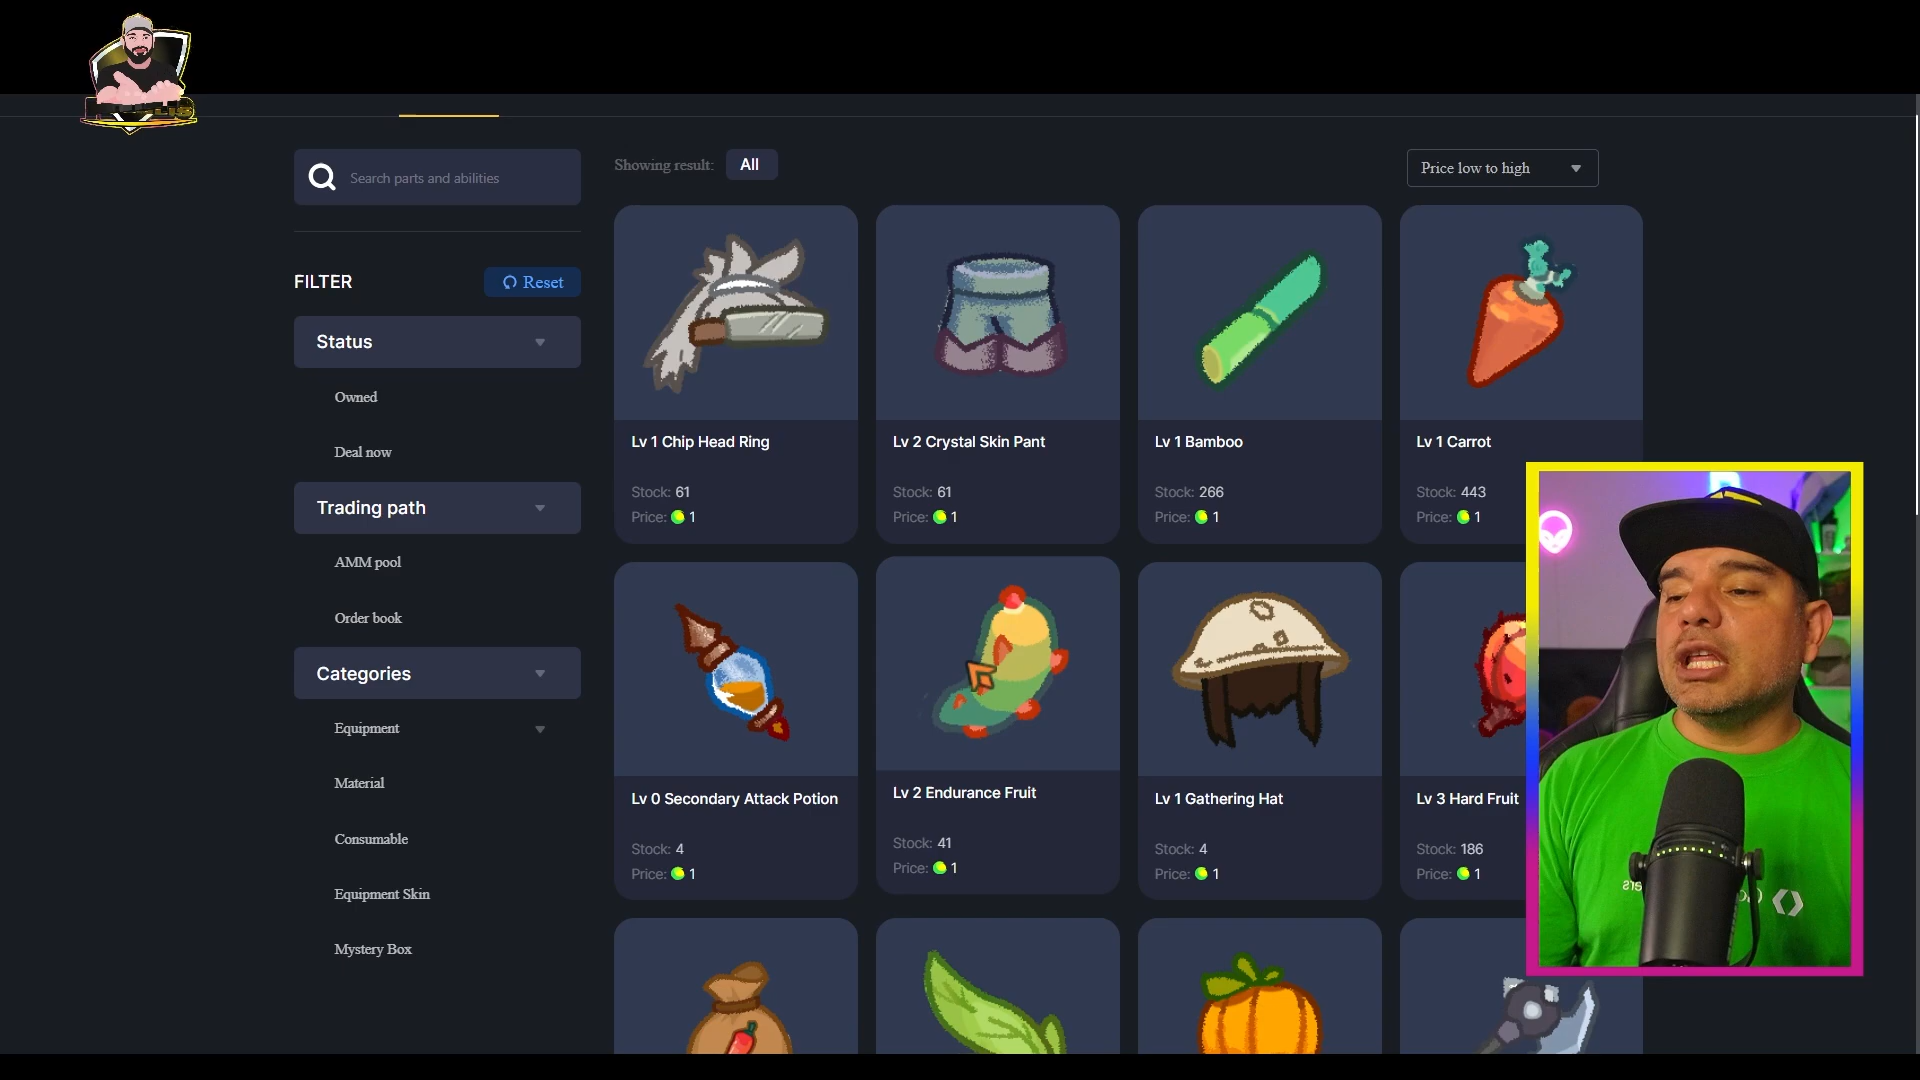 Search parts and abilities
Showing result:
All
Price low to high
FILTER
Reset
Status
Owned
Deal now
Trading path
AMM pool
Order book
Categories
Equipment
Material
Consumable
Equipment Skin
Mystery Box
Lv 1 Chip Head Ring
Stock: 61
Price: 1
Lv 2 Crystal Skin Pant
Stock: 61
Price: 1
Lv 1 Bamboo
Stock: 266
Price: 1
Lv 1 Carrot
Stock: 443
Price: 1
Lv 0 Secondary Attack Potion
Stock: 4
Price: 1
Lv 2 Endurance Fruit
Stock: 41
Price: 1
Lv 1 Gathering Hat
Stock: 4
Price: 1
Lv 3 Hard Fruit
Stock: 186
Price: 1